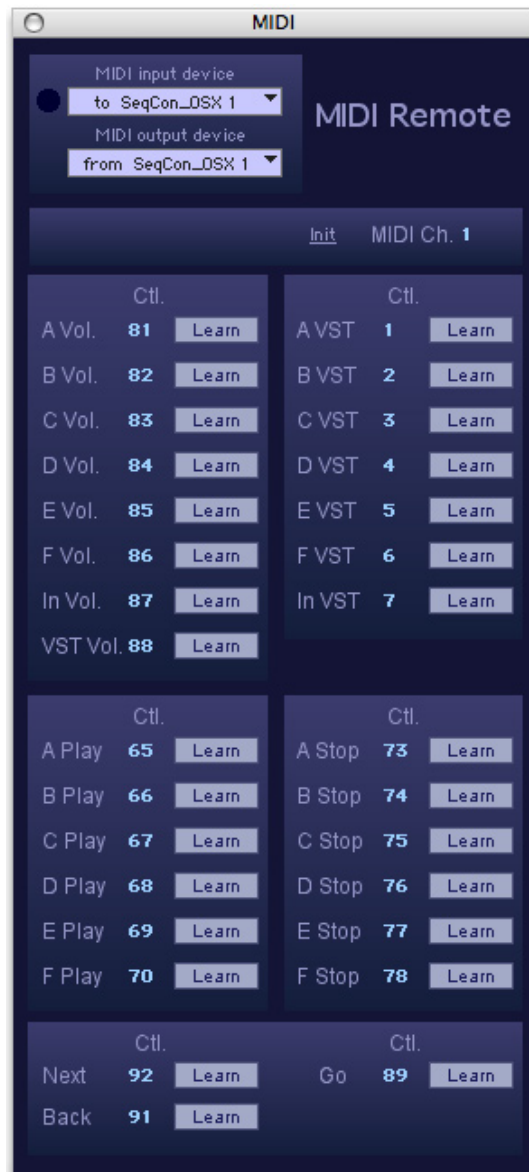 MIDI
MIDI input device
to SeqCon_OSX 1
MIDI Remote
MIDI output device
from SeqCon_OSX 1
Init MIDI Ch. 1
Ctl.
A Vol. 81 Learn
B Vol. 82 Learn
C Vol. 83 Learn
D Vol. 84 Learn
E Vol. 85 Learn
F Vol. 86 Learn
In Vol. 87 Learn
VST Vol. 88 Learn
Ctl.
A VST 1 Learn
B VST 2 Learn
C VST 3 Learn
D VST 4 Learn
E VST 5 Learn
F VST 6 Learn
In VST 7 Learn
Ctl.
A Play 65 Learn
B Play 66 Learn
C Play 67 Learn
D Play 68 Learn
E Play 69 Learn
F Play 70 Learn
Ctl.
A Stop 73 Learn
B Stop 74 Learn
C Stop 75 Learn
D Stop 76 Learn
E Stop 77 Learn
F Stop 78 Learn
Ctl. Ctl.
Next 92 Learn Go 89 Learn
Back 91 Learn